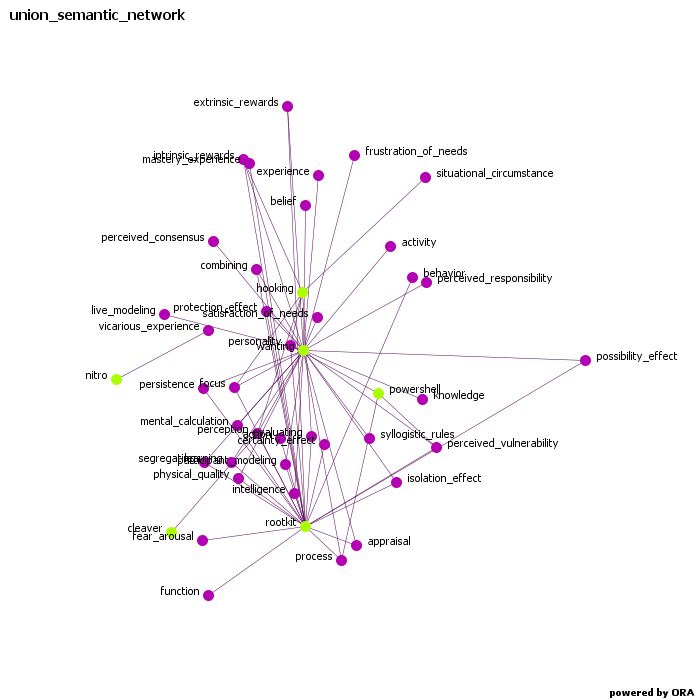 union_semantic_network
extrinsic_rewards
frustration_of_needs
intrinsic_rewards
mastery_experience
experience
situational_circumstance
belief
perceived_consensus
activity
combining
behavior
perceived_responsibility
hooking
protection_effect
live_modeling
satisfaction_of_needs
vicarious_experience
personality
wanting
possibility_effect
nitro
persistence
focus
powershell
knowledge
mental_calculation
perception
evaluating
certainty_effect
syllogistic_rules
perceived_vulnerability
segregation
learning
modeling
physical_quality
isolation_effect
intelligence
cleaver
rootkit
fear_arousal
appraisal
process
function
powered by ORA